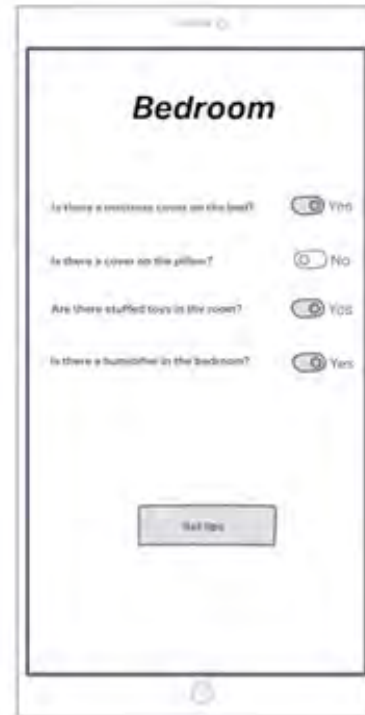 Bedroom
Is there a mattress cover on the bed? Yes
Is there a cover on the pillow? No
Are there stuffed toys in the room? Yes
Is there a humidifier in the bedroom? Yes
Get tips